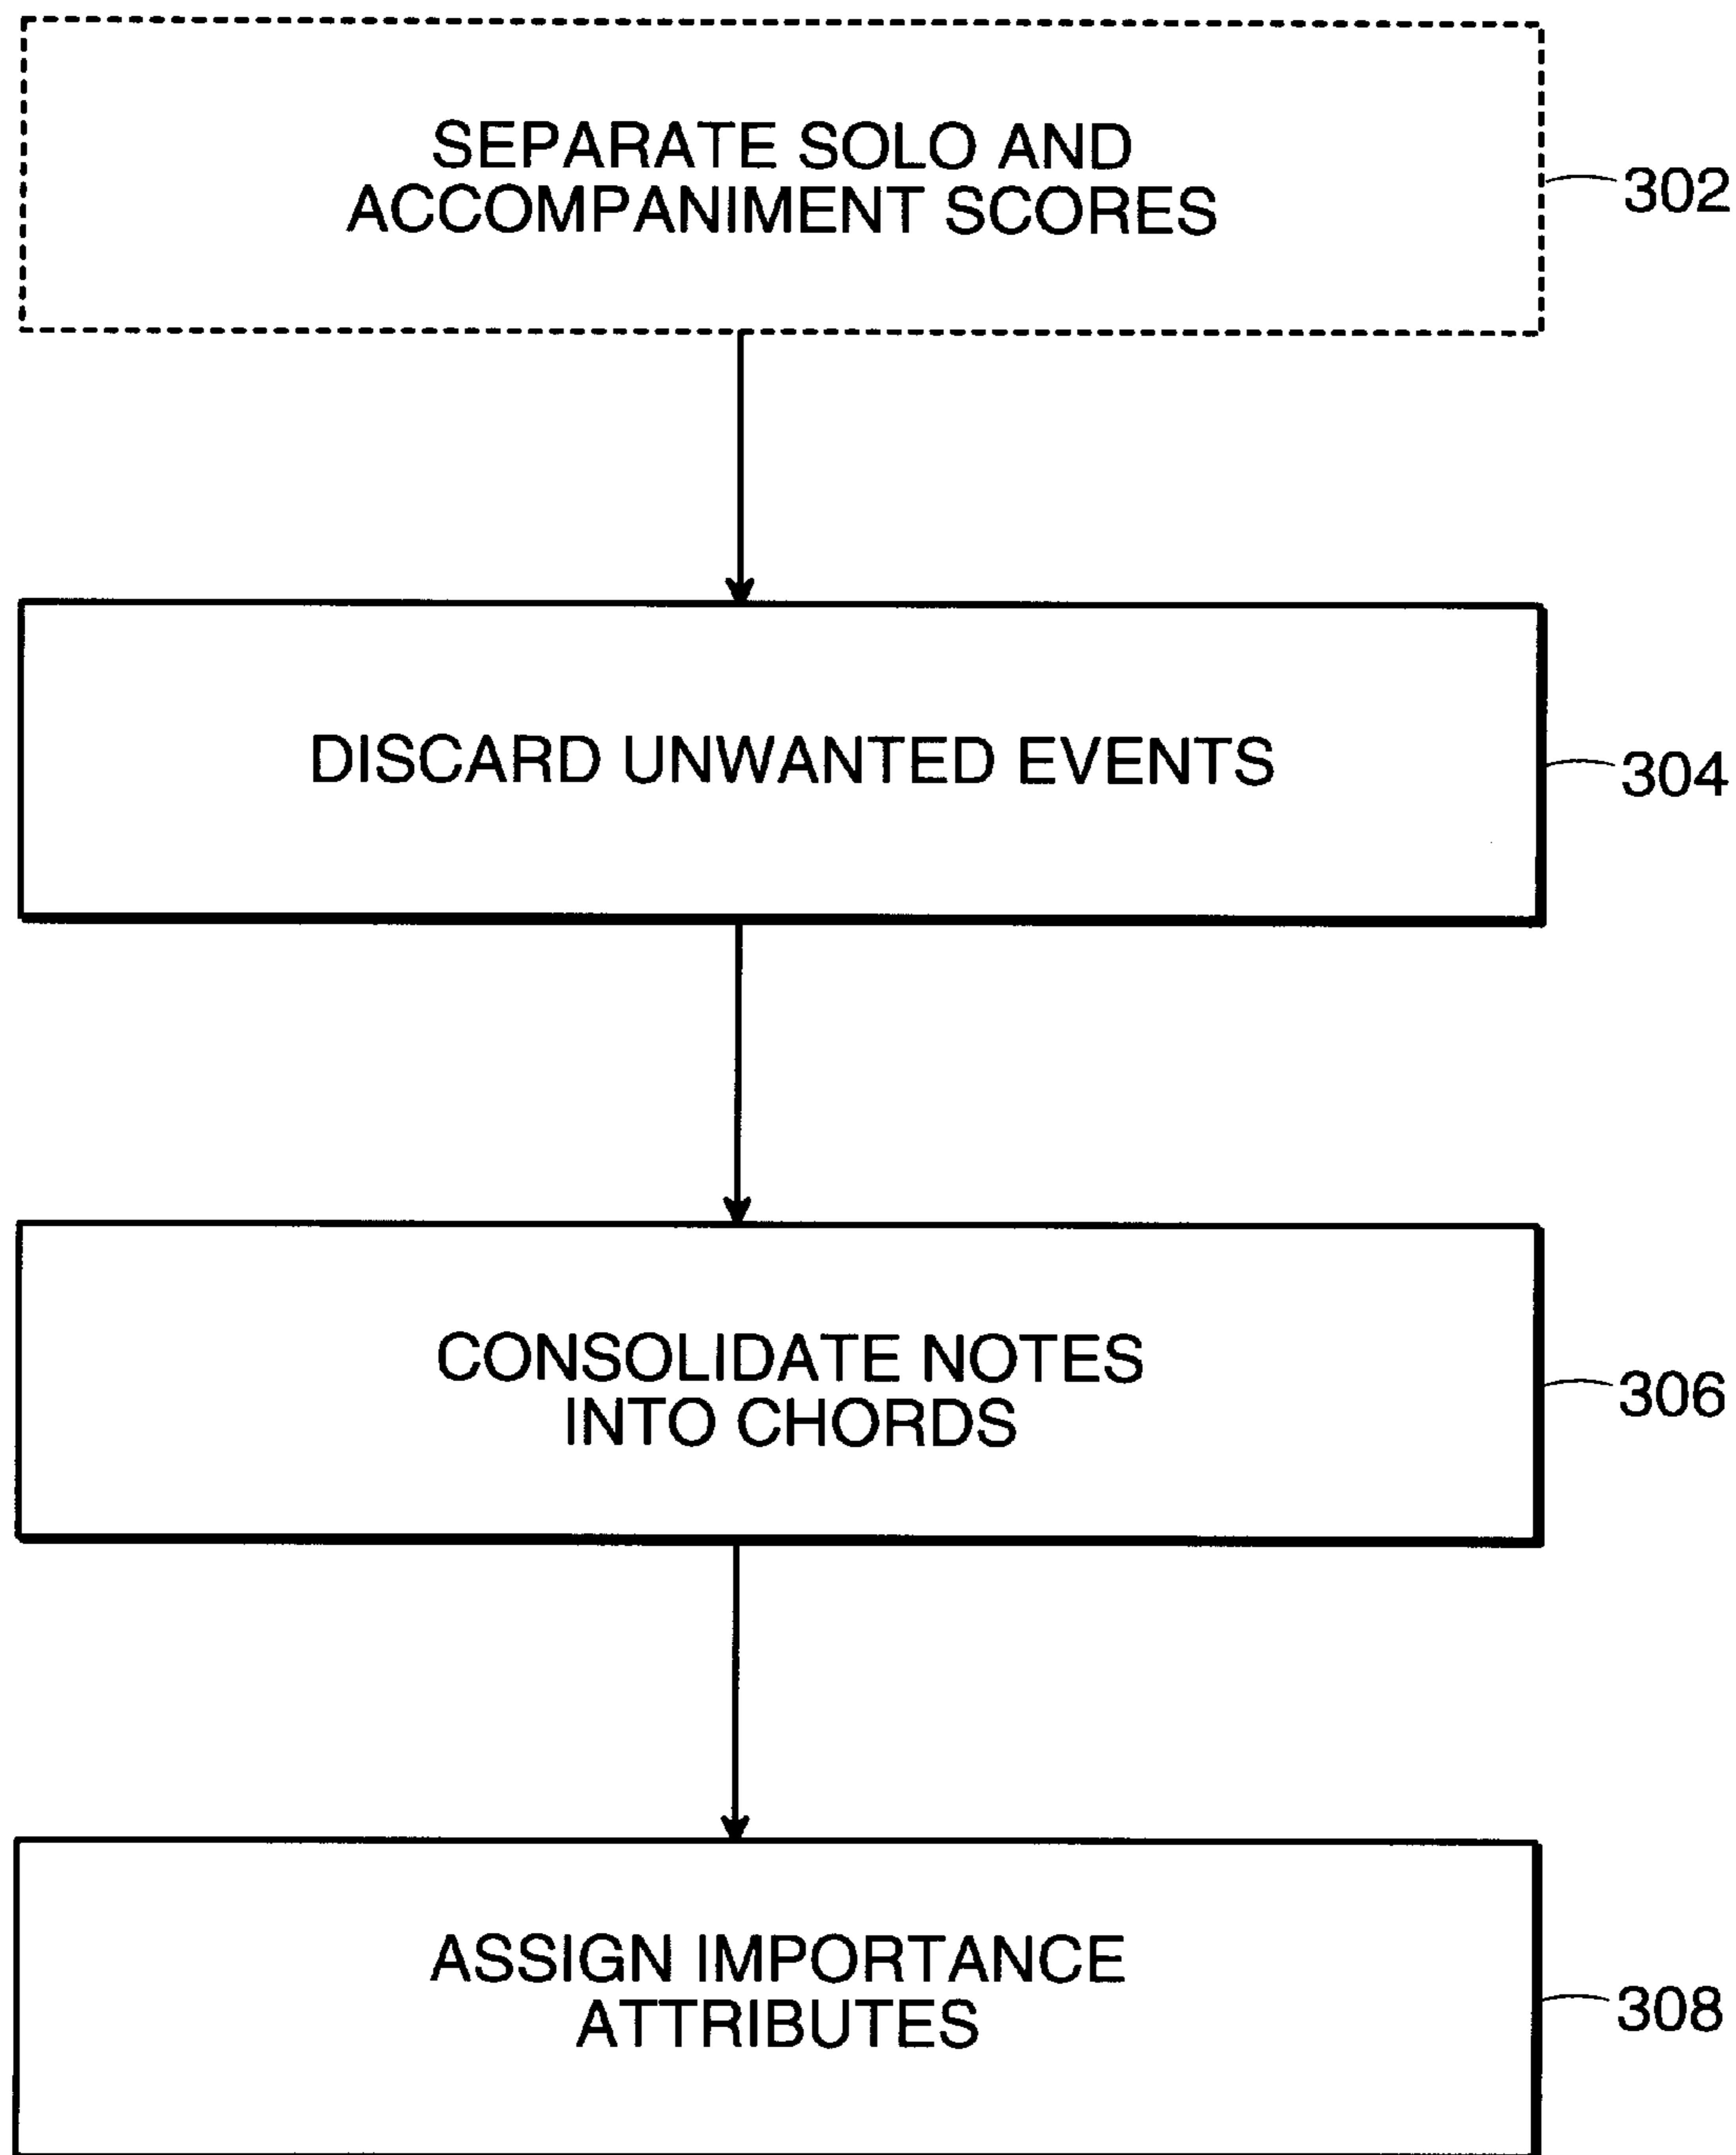 SEPARATE SOLO AND
ACCOMPANIMENT SCORES
302
DISCARD UNWANTED EVENTS
304
CONSOLIDATE NOTES
INTO CHORDS
306
ASSIGN IMPORTANCE
ATTRIBUTES
308